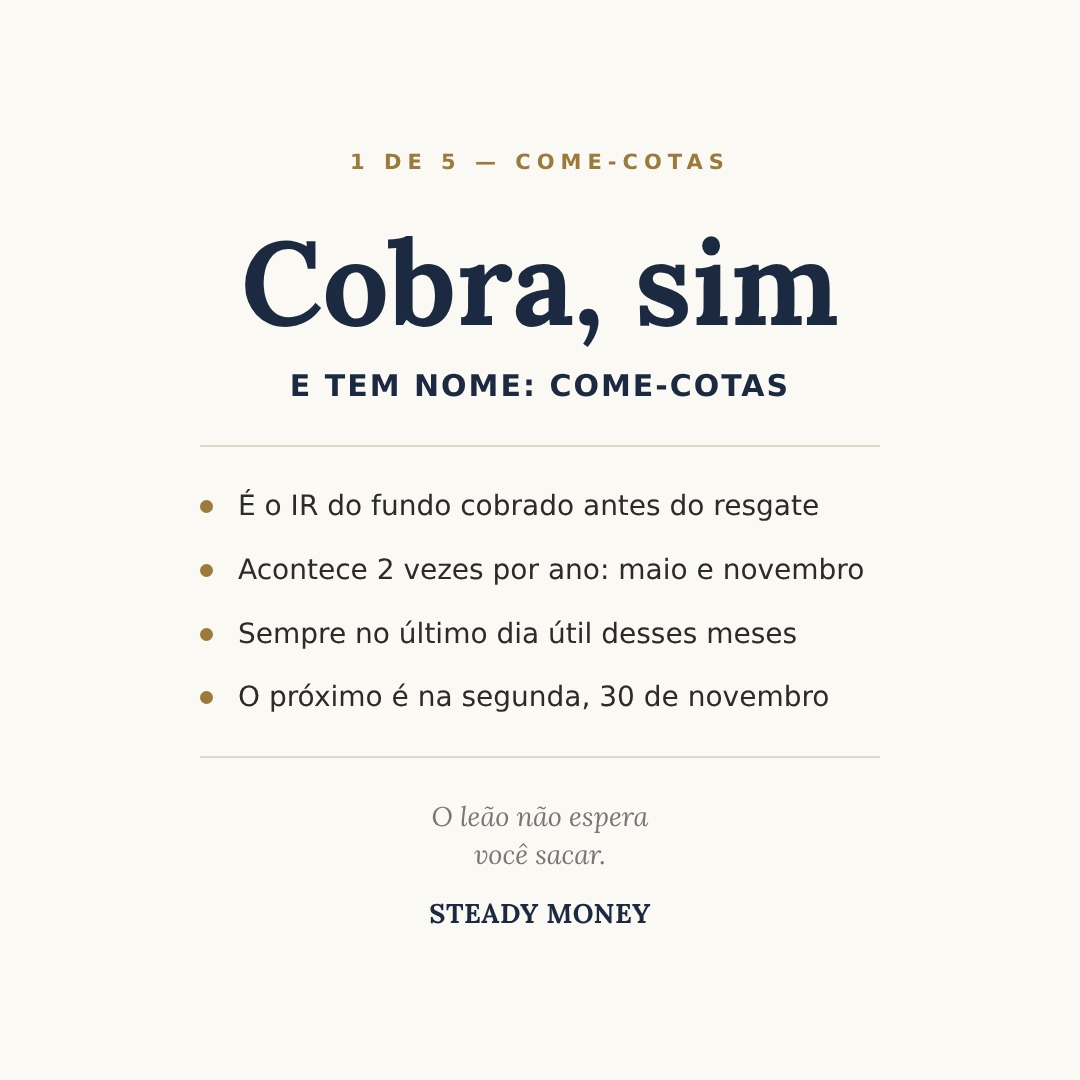 1 DE 5 — COME-COTAS
Cobra, sim
E TEM NOME: COME-COTAS
É o IR do fundo cobrado antes do resgate
Acontece 2 vezes por ano: maio e novembro
Sempre no último dia útil desses meses
O próximo é na segunda, 30 de novembro
O leão não espera
você sacar.
STEADY MONEY